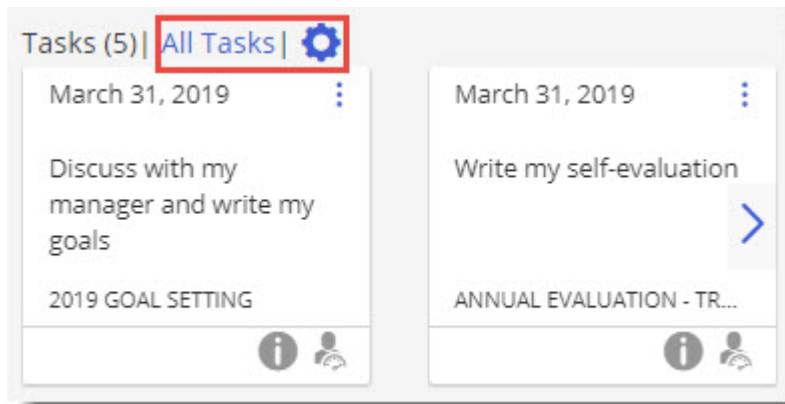 Tasks (5)| All Tasks|
March 31, 2019
Discuss with my
manager and write my
goals
2019 GOAL SETTING
March 31, 2019
Write my self-evaluation
ANNUAL EVALUATION - TR...